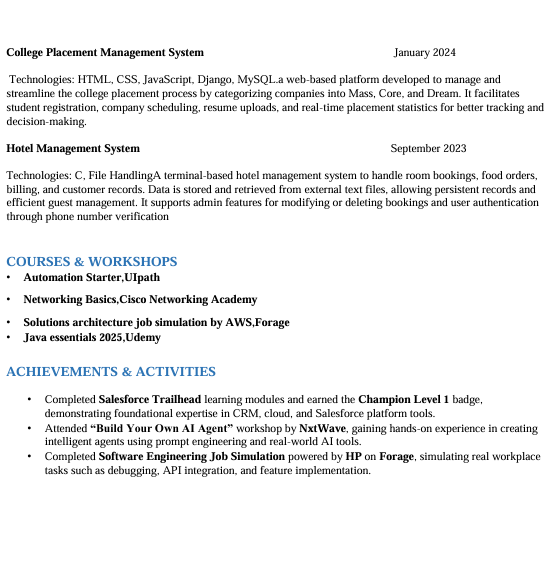 College Placement Management System January 2024
Technologies: HTML, CSS, JavaScript, Django, MySQL.a web-based platform developed to manage and
streamline the college placement process by categorizing companies into Mass, Core, and Dream. It facilitates
student registration, company scheduling, resume uploads, and real-time placement statistics for better tracking and
decision-making.
Hotel Management System September 2023
Technologies: C, File HandlingA terminal-based hotel management system to handle room bookings, food orders,
billing, and customer records. Data is stored and retrieved from external text files, allowing persistent records and
efficient guest management. It supports admin features for modifying or deleting bookings and user authentication
through phone number verification
COURSES & WORKSHOPS
• Automation Starter,UIpath
• Networking Basics,Cisco Networking Academy
• Solutions architecture job simulation by AWS,Forage
• Java essentials 2025,Udemy
ACHIEVEMENTS & ACTIVITIES
• Completed Salesforce Trailhead learning modules and earned the Champion Level 1 badge,
demonstrating foundational expertise in CRM, cloud, and Salesforce platform tools.
• Attended “Build Your Own AI Agent” workshop by NxtWave, gaining hands-on experience in creating
intelligent agents using prompt engineering and real-world AI tools.
• Completed Software Engineering Job Simulation powered by HP on Forage, simulating real workplace
tasks such as debugging, API integration, and feature implementation.